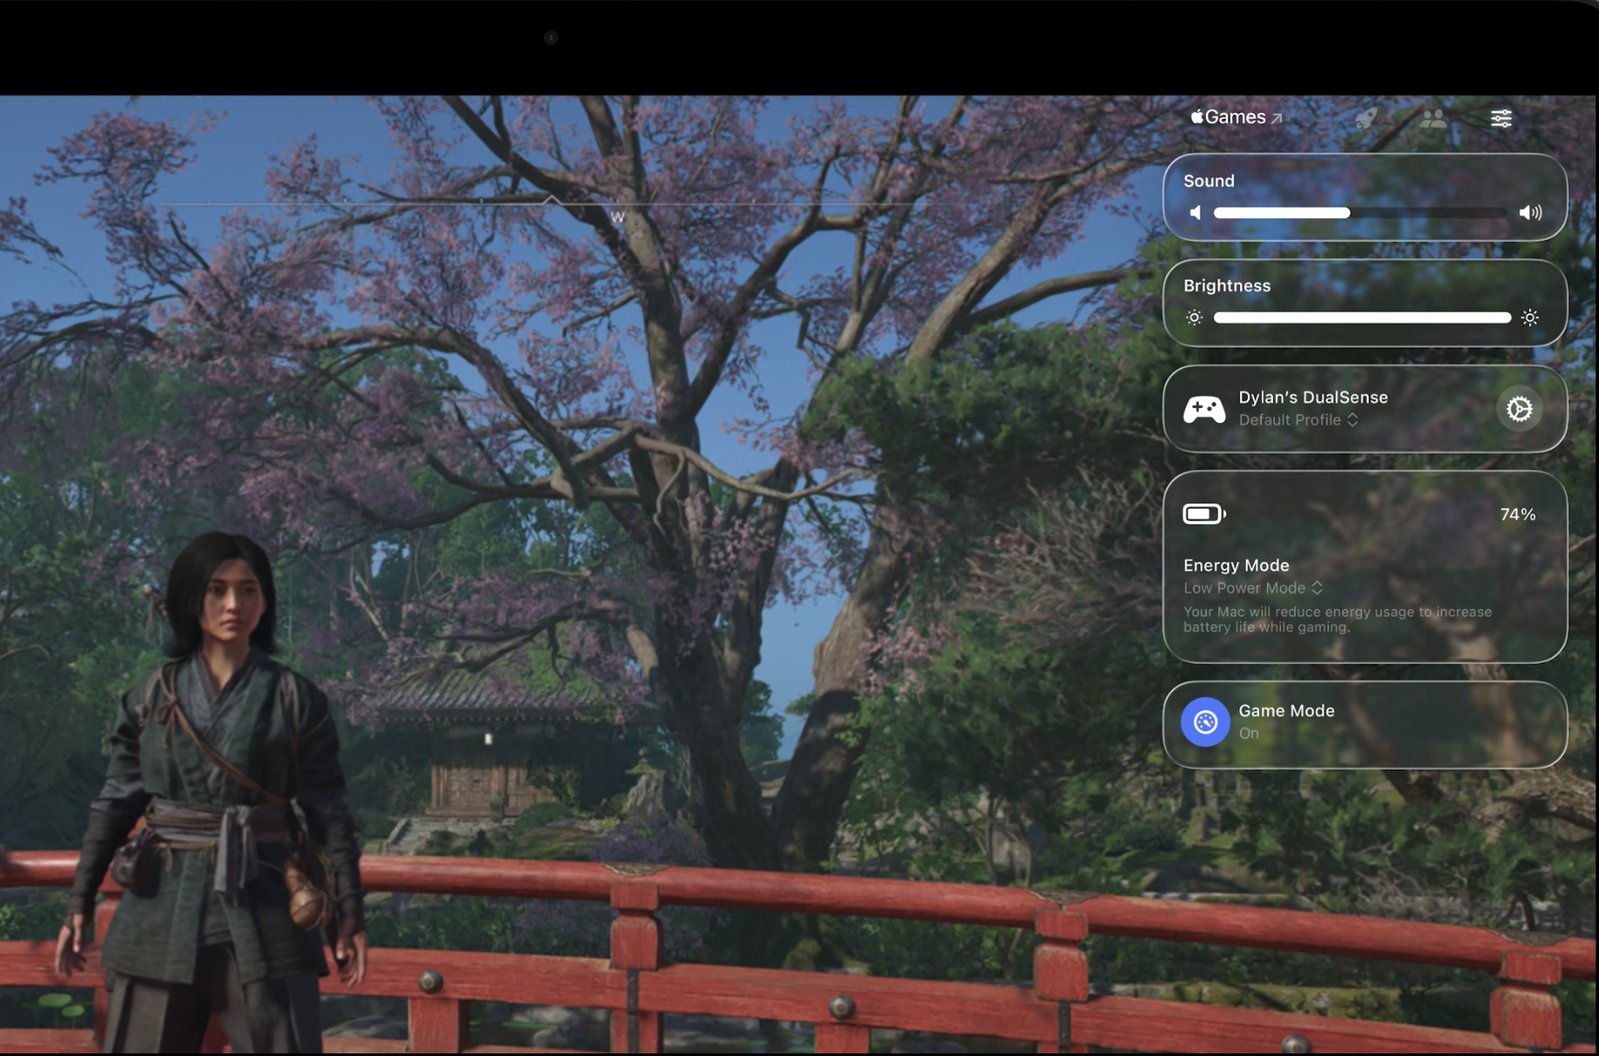 Games
W
Sound
Brightness
Dylan’s DualSense
Default Profile
74%
Energy Mode
Low Power Mode
Your Mac will reduce energy usage to increase
battery life while gaming.
Game Mode
On